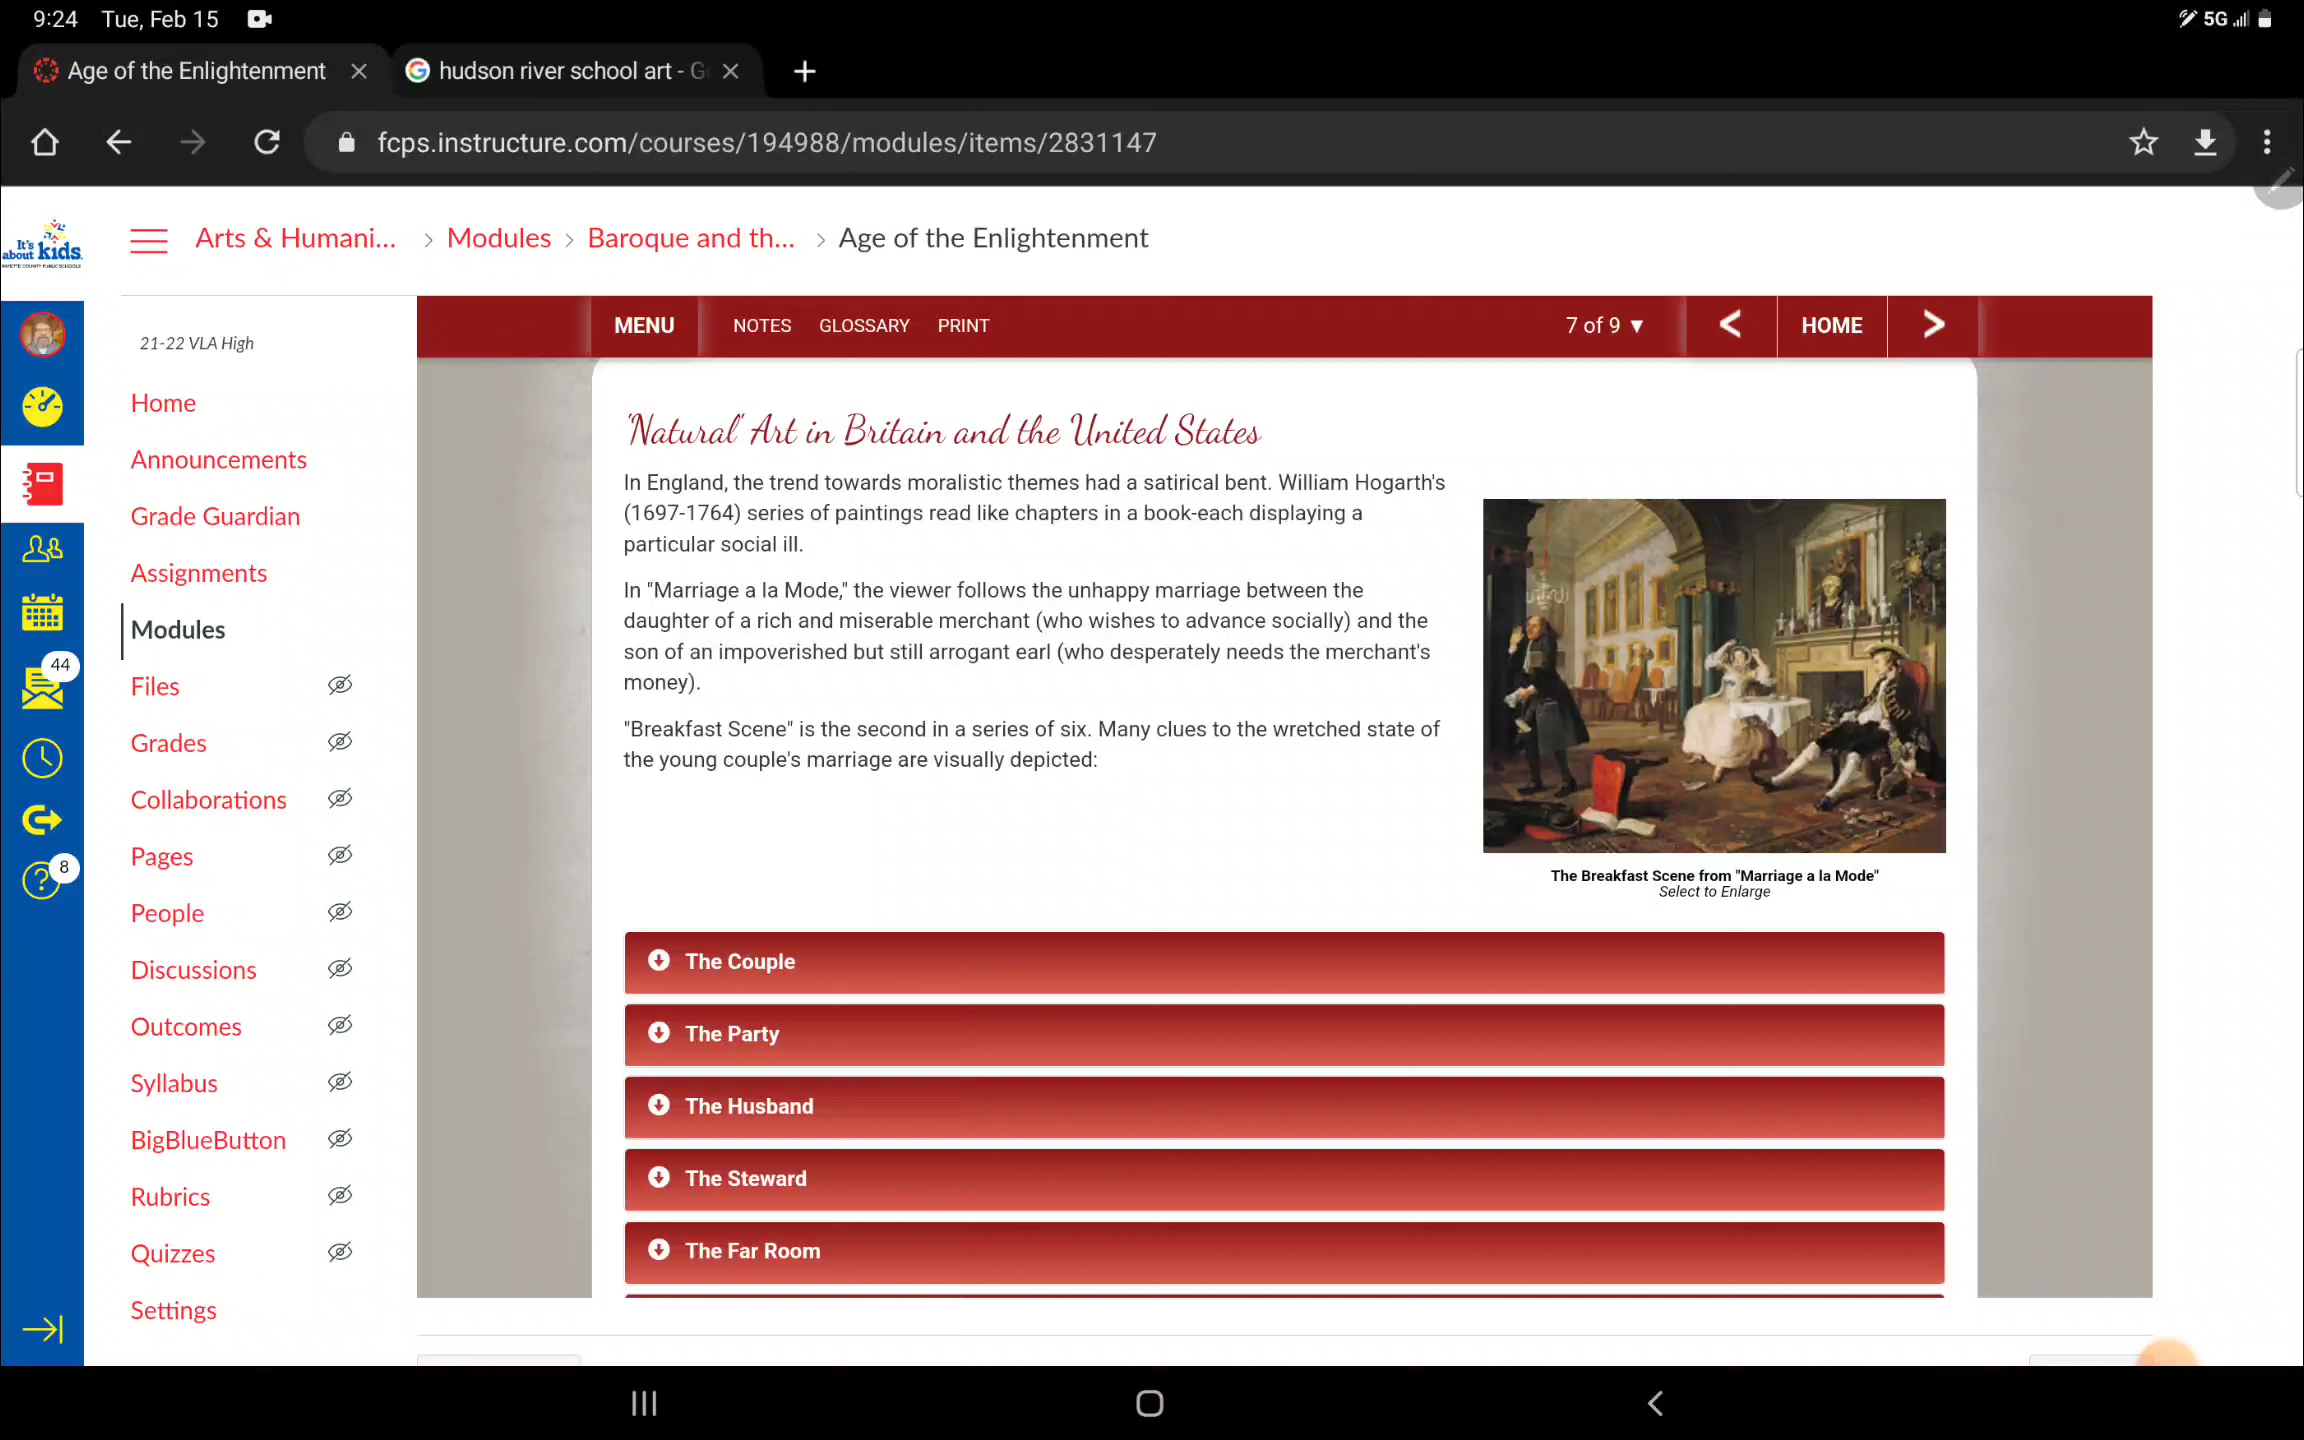 9:24 Tue, Feb 15
5G
Age of the Enlightenment
hudson river school art - G
fcps.instructure.com/courses/194988/modules/items/2831147
It's about kids.
Arts & Humani... > Modules > Baroque and th... > Age of the Enlightenment
21-22 VLA High
Home
Announcements
Grade Guardian
Assignments
Modules
44
Files
Grades
Collaborations
8
Pages
People
Discussions
Outcomes
Syllabus
BigBlueButton
Rubrics
Quizzes
Settings
MENU NOTES GLOSSARY PRINT 7 of 9 ▼ < HOME >
'Natural' Art in Britain and the United States
In England, the trend towards moralistic themes had a satirical bent. William Hogarth's
(1697-1764) series of paintings read like chapters in a book-each displaying a
particular social ill.
In "Marriage a la Mode," the viewer follows the unhappy marriage between the
daughter of a rich and miserable merchant (who wishes to advance socially) and the
son of an impoverished but still arrogant earl (who desperately needs the merchant's
money).
"Breakfast Scene" is the second in a series of six. Many clues to the wretched state of
the young couple's marriage are visually depicted:
The Breakfast Scene from "Marriage a la Mode"
Select to Enlarge
The Couple
The Party
The Husband
The Steward
The Far Room